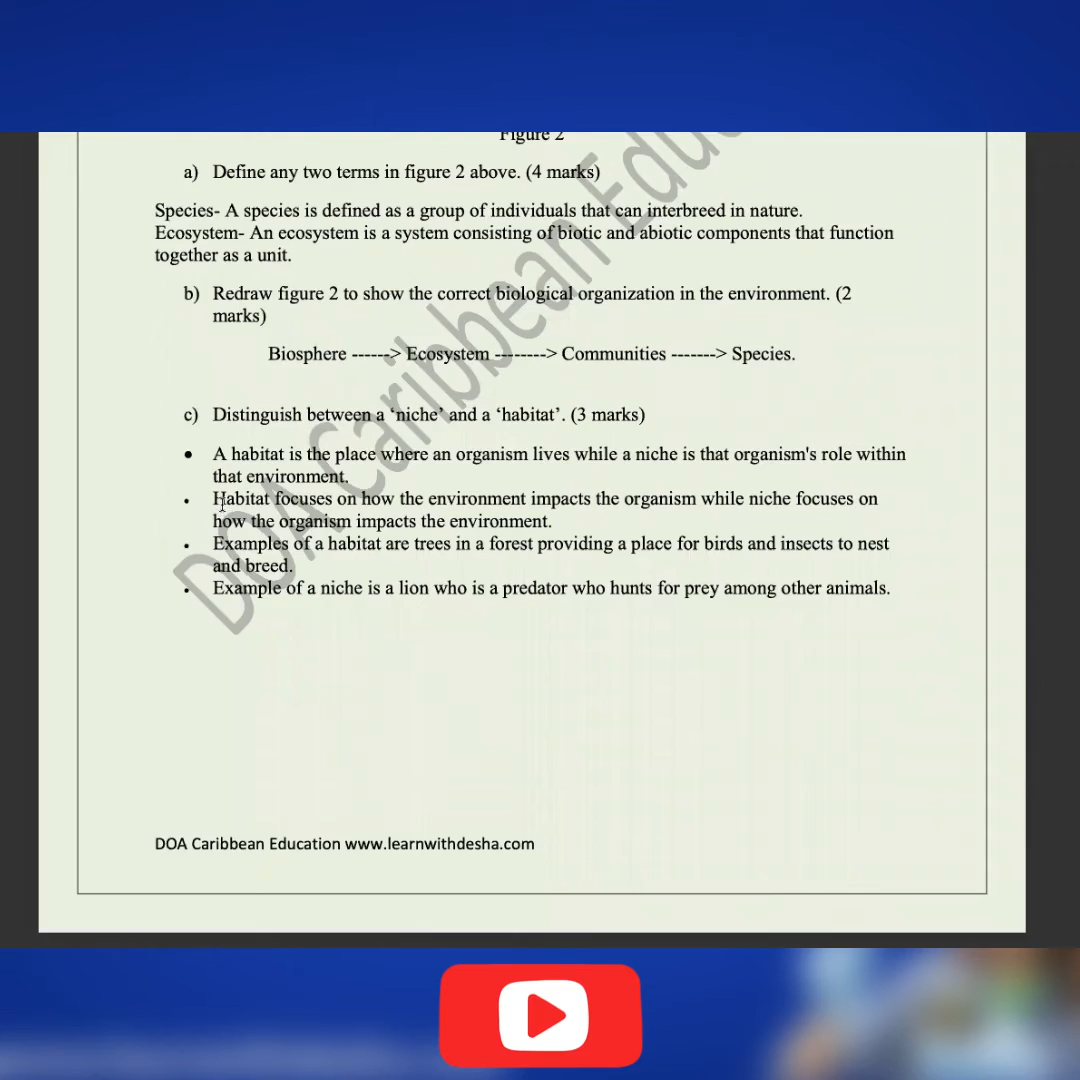 Figure 2
a) Define any two terms in figure 2 above. (4 marks)
Species- A species is defined as a group of individuals that can interbreed in nature.
Ecosystem- An ecosystem is a system consisting of biotic and abiotic components that function
together as a unit.
b) Redraw figure 2 to show the correct biological organization in the environment. (2
marks)
Biosphere ------> Ecosystem --------> Communities -------> Species.
c) Distinguish between a ‘niche’ and a ‘habitat’. (3 marks)
• A habitat is the place where an organism lives while a niche is that organism's role within
that environment.
• Habitat focuses on how the environment impacts the organism while niche focuses on
how the organism impacts the environment.
• Examples of a habitat are trees in a forest providing a place for birds and insects to nest
and breed.
• Example of a niche is a lion who is a predator who hunts for prey among other animals.
DOA Caribbean Educ
DOA Caribbean Education www.learnwithdesha.com